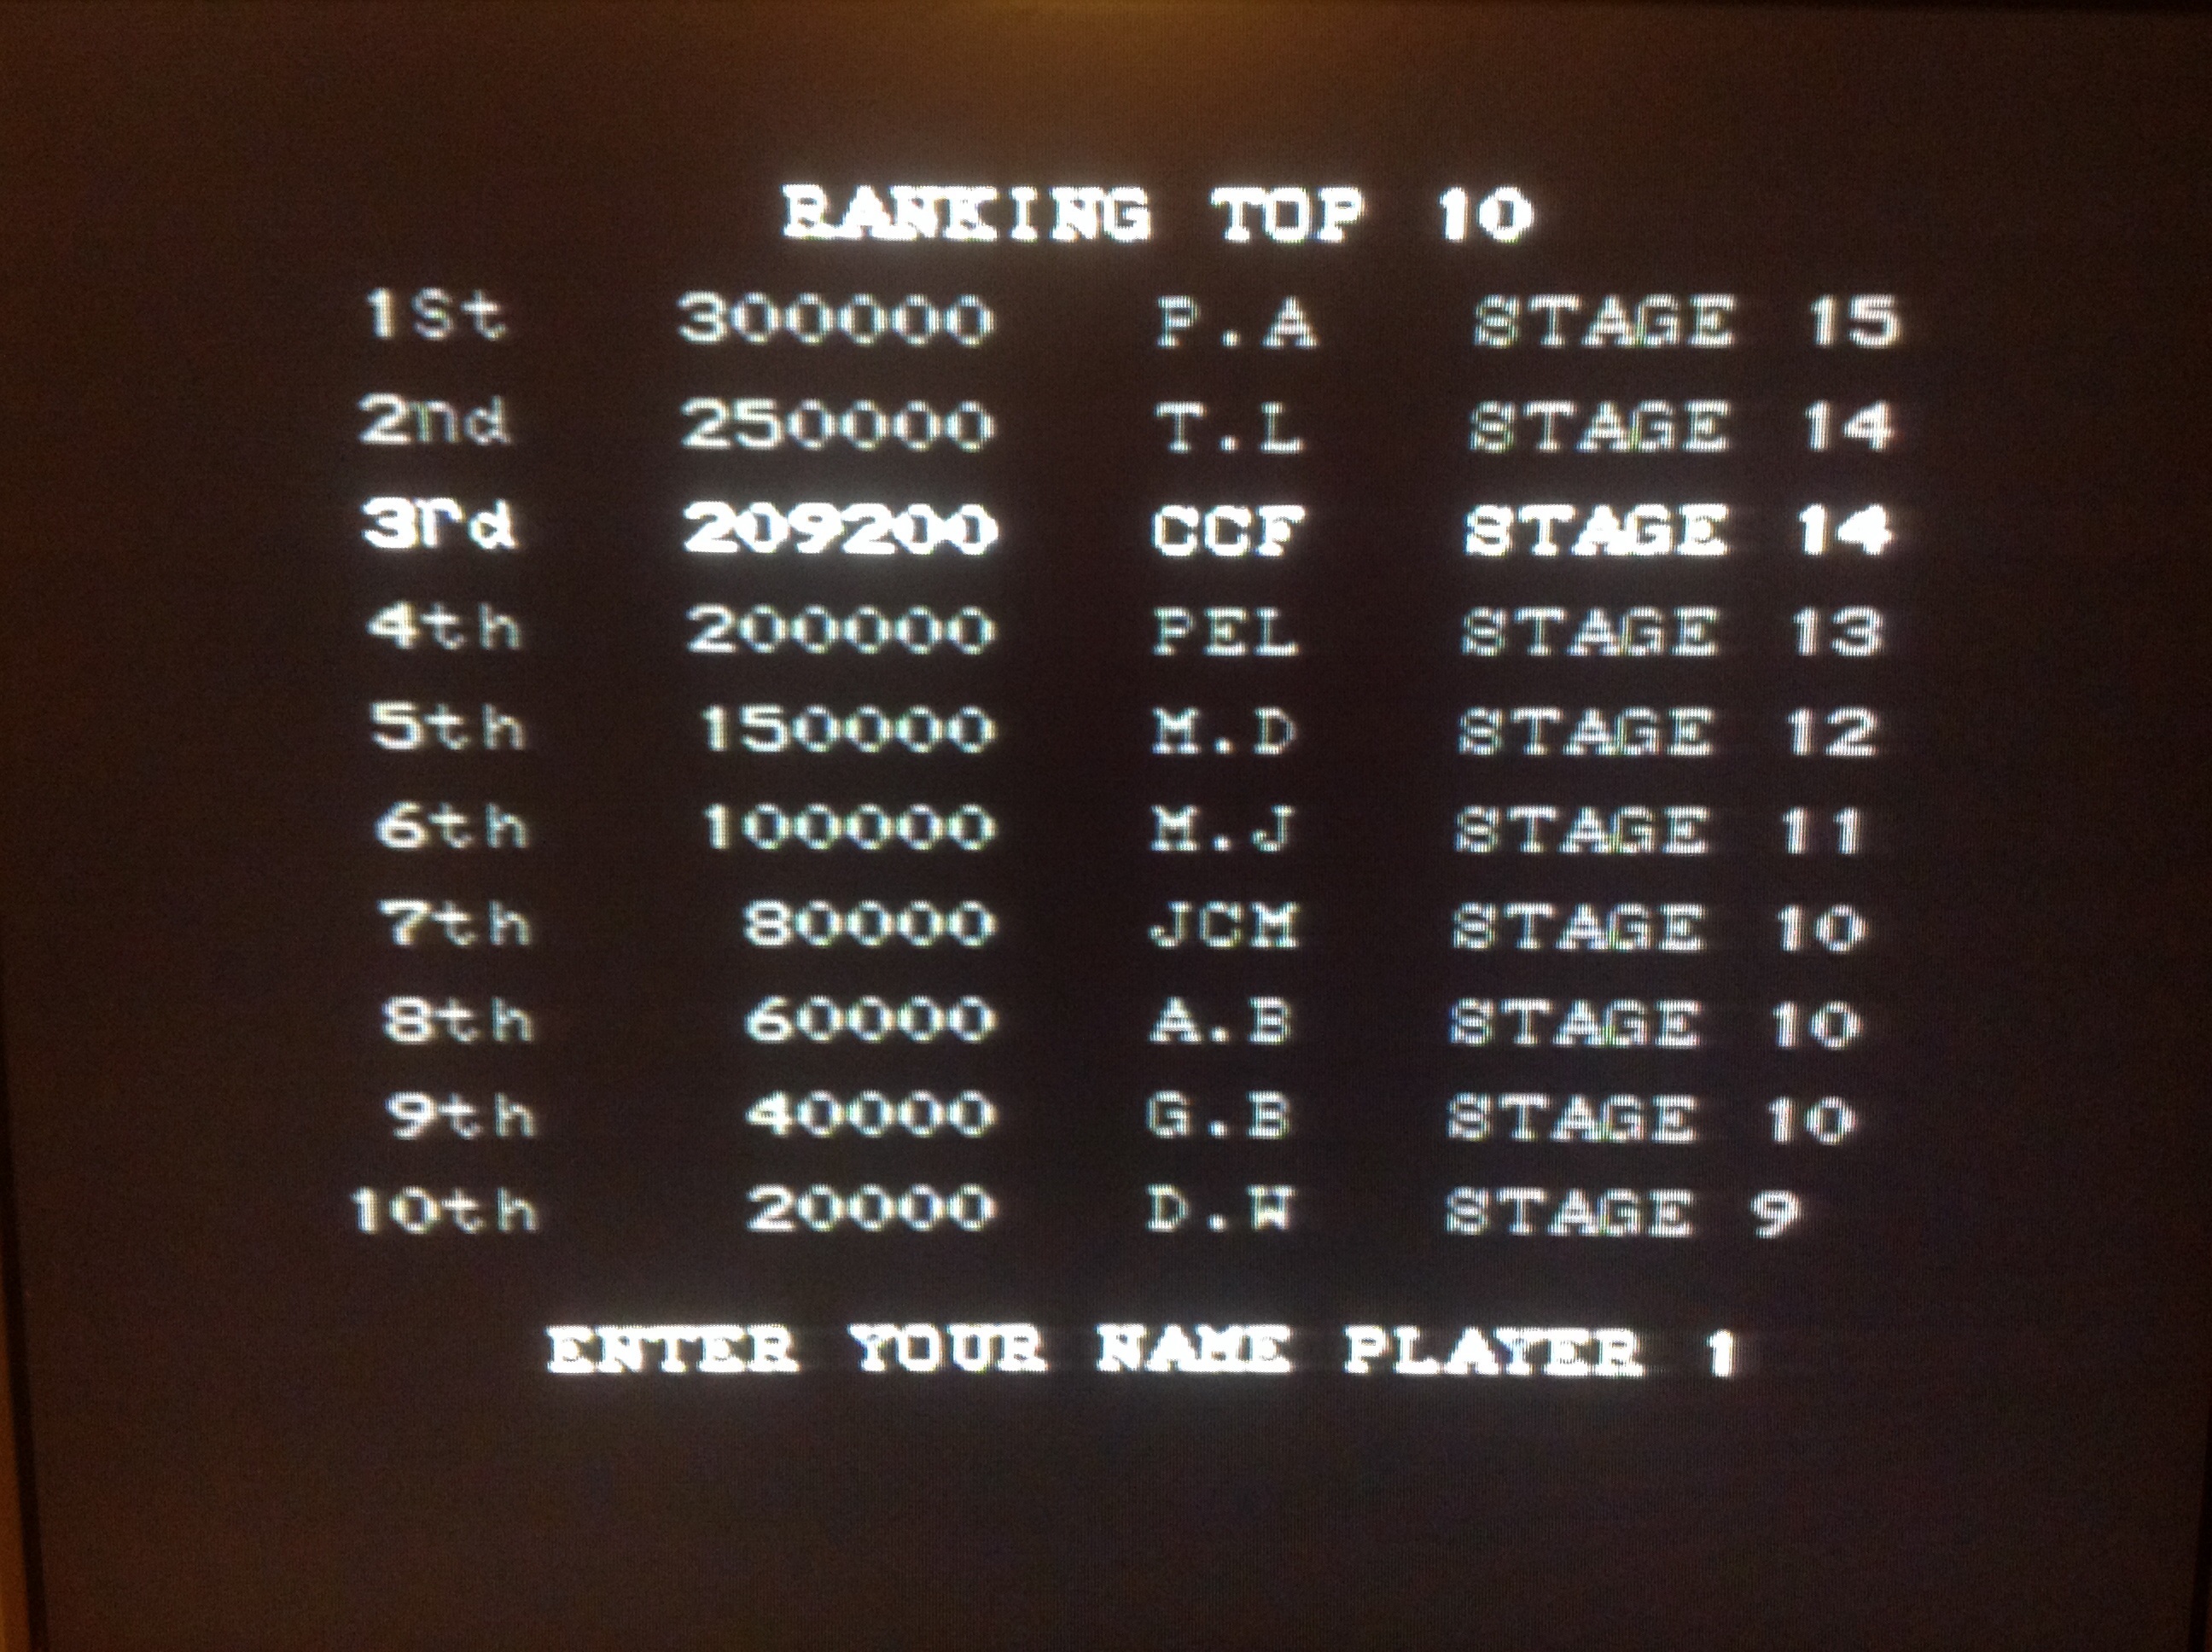 RANKING TOP 10
1St 300000 P.A STAGE 15
2nd 250000 T.L STAGE 14
3rd 209200 CCF STAGE 14
4th 200000 PEL STAGE 13
5th 150000 M.D STAGE 12
6th 100000 M.J STAGE 11
7th 80000 JCM STAGE 10
8th 60000 A.B STAGE 10
9th 40000 G.B STAGE 10
10th 20000 D.W STAGE 9
ENTER YOUR NAME PLAYER 1